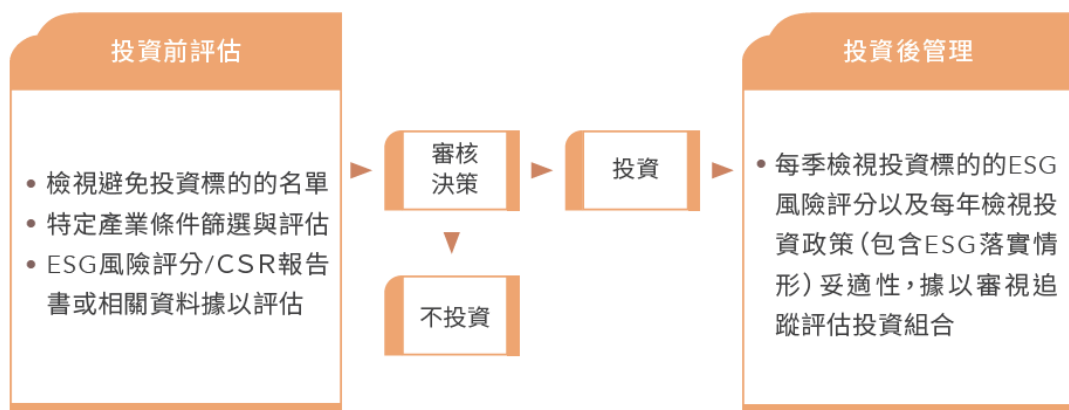 投資前評估
• 檢視避免投資標的的名單
• 特定產業條件篩選與評估
• ESG風險評分/CSR報告
書或相關資料據以評估
審核
決策
不投資
投資
投資後管理
• 每季檢視投資標的的ESG
風險評分以及每年檢視投
資政策(包含ESG落實情
形)妥適性,據以審視追
蹤評估投資組合